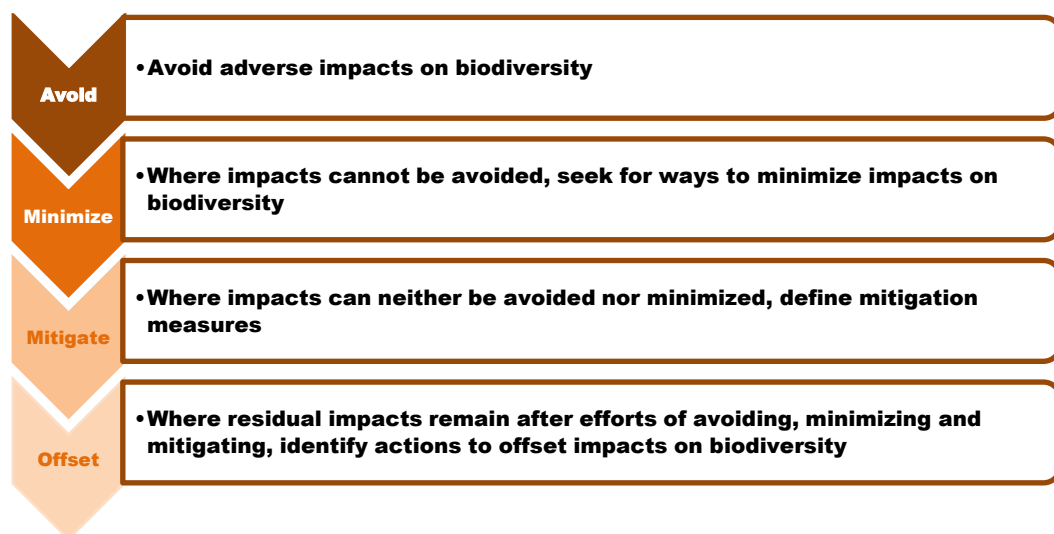 Avoid
•Avoid adverse impacts on biodiversity
Minimize
•Where impacts cannot be avoided, seek for ways to minimize impacts on
biodiversity
Mitigate
•Where impacts can neither be avoided nor minimized, define mitigation
measures
Offset
•Where residual impacts remain after efforts of avoiding, minimizing and
mitigating, identify actions to offset impacts on biodiversity